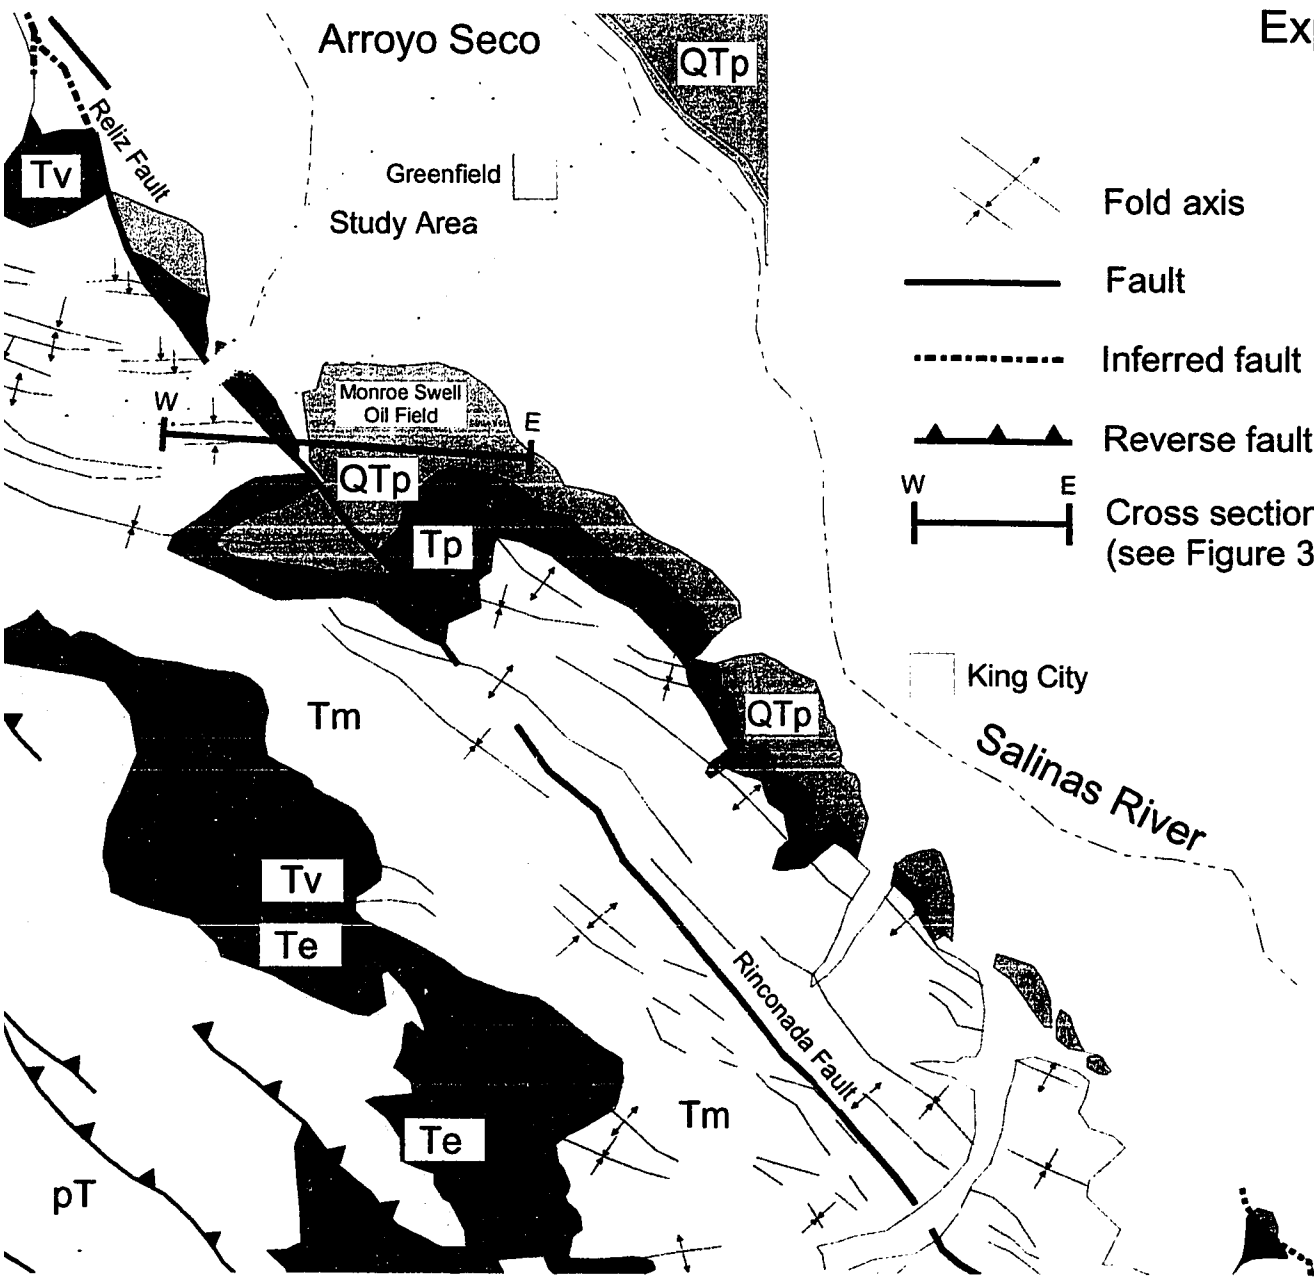 Arroyo Seco
Exp
QTp
Reliz Fault
Tv
Greenfield
Study Area
Fold axis
Fault
Inferred fault
Reverse fault
W
E
Cross section
(see Figure 3
W
E
Monroe Swell
Oil Field
QTp
Tp
King City
QTp
Salinas River
Tm
Tv
Te
Rinconada Fault
Tm
Te
pT